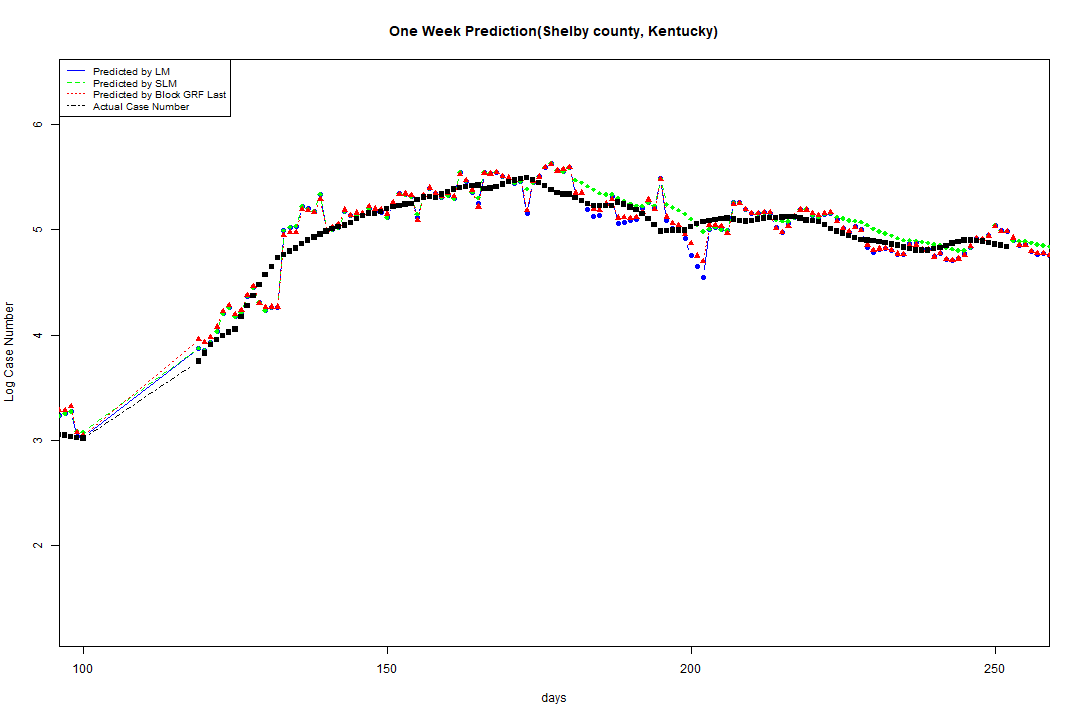 One Week Prediction(Shelby county, Kentucky)
Predicted by LM
Predicted by SLM
Predicted by Block GRF Last
Actual Case Number
6
5
4
3
2
Log Case Number
100 150 200 250
days